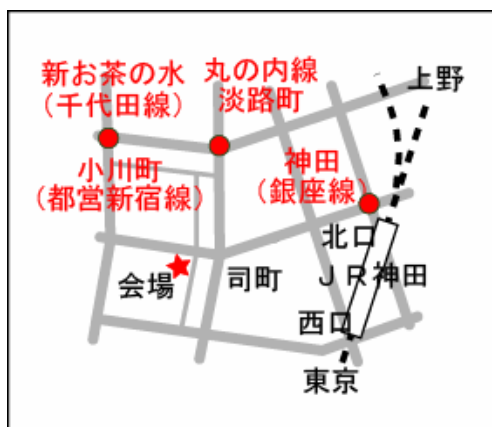 新お茶の水
（千代田線）
丸の内線
淡路町
上野
小川町
（都営新宿線）
神田
（銀座線）
北口
会場
司町
ＪＲ神田
西口
東京